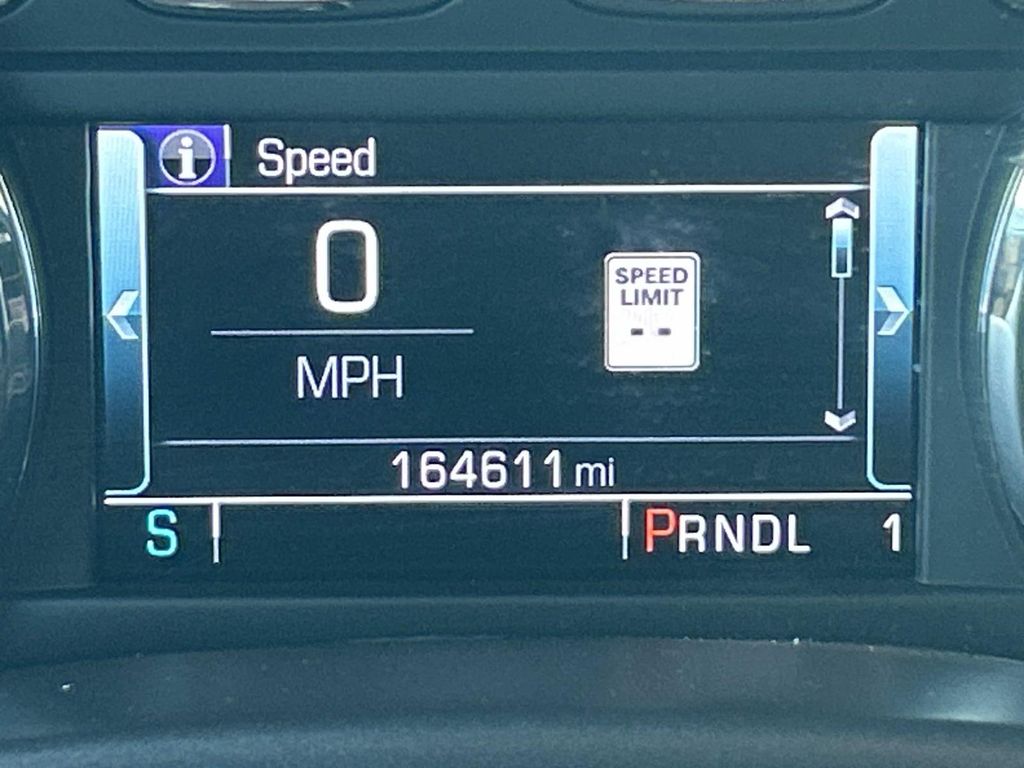 i Speed
0
SPEED
LIMIT
--
MPH
164611 mi
S PRNDL 1